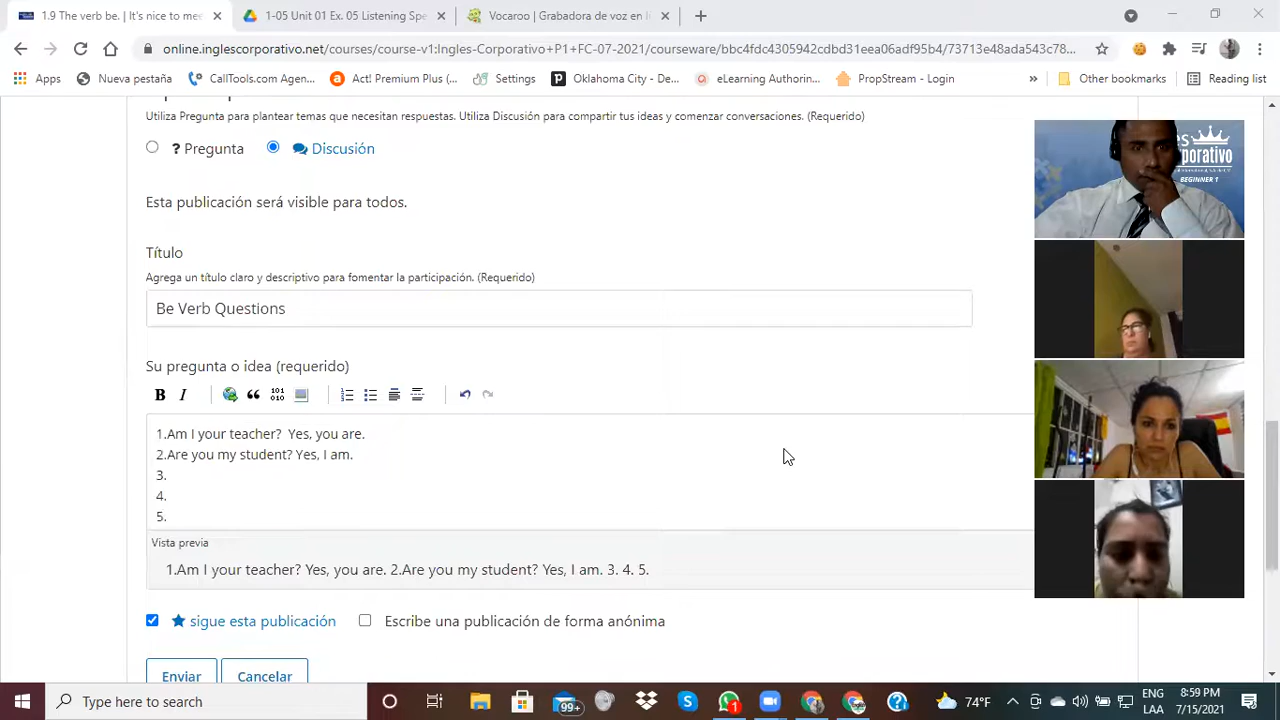 1.9 The verb be. | It's nice to mee
1-05 Unit 01 Ex. 05 Listening Spe
Vocaroo | Grabadora de voz en lí
online.inglescorporativo.net/courses/course-v1:Ingles-Corporativo+P1+FC-07-2021/courseware/bbc4fdc4305942cdbd31eea06adf95b4/73713e48ada543c78...
Apps
Nueva pestaña
CallTools.com Agen...
Act! Premium Plus (...
Settings
Oklahoma City - De...
eLearning Authorin...
PropStream - Login
»
Other bookmarks
Reading list
Utiliza Pregunta para plantear temas que necesitan respuestas. Utiliza Discusión para compartir tus ideas y comenzar conversaciones. (Requerido)
? Pregunta
Discusión
Esta publicación será visible para todos.
Título
Agrega un título claro y descriptivo para fomentar la participación. (Requerido)
Be Verb Questions
Su pregunta o idea (requerido)
B I
1.Am I your teacher? Yes, you are.
2.Are you my student? Yes, I am.
3.
4.
5.
Vista previa
1.Am I your teacher? Yes, you are. 2.Are you my student? Yes, I am. 3. 4. 5.
sigue esta publicación
Escribe una publicación de forma anónima
Enviar
Cancelar
es
rporativo
BEGINNER 1
Type here to search
99+
1
74°F
ENG
LAA
8:59 PM
7/15/2021